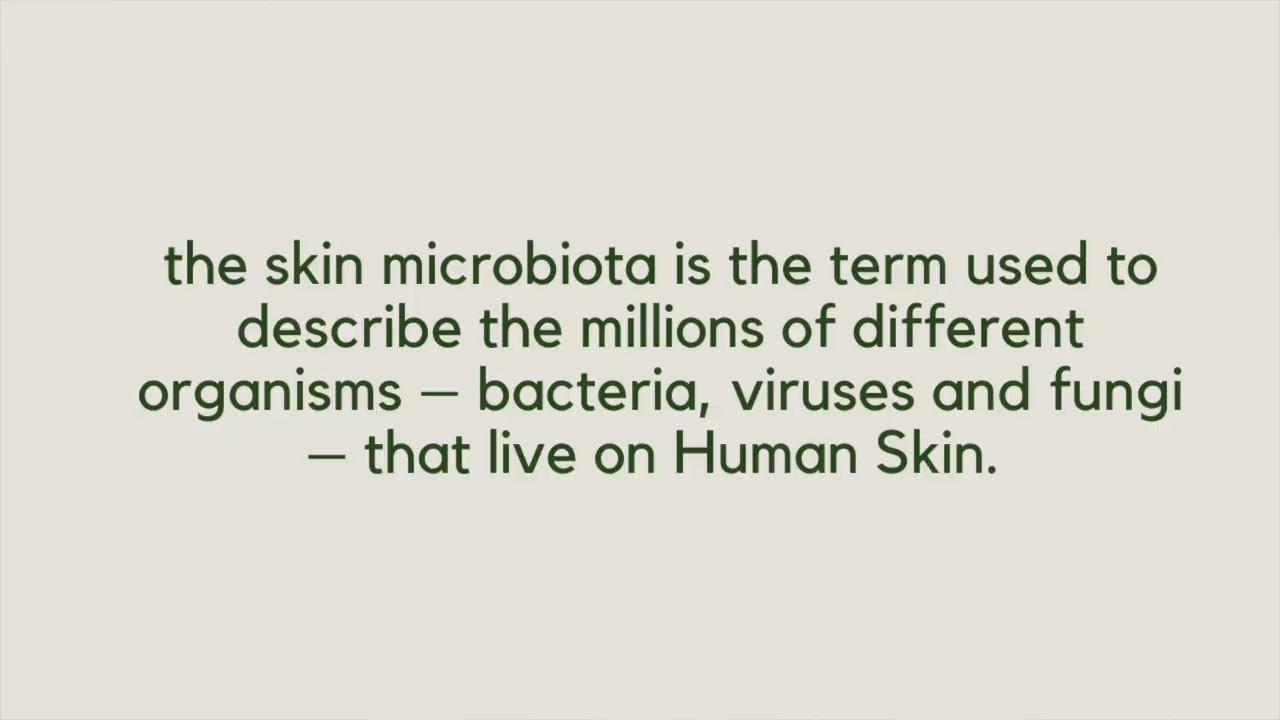 the skin microbiota is the term used to
describe the millions of different
organisms – bacteria, viruses and fungi
– that live on Human Skin.